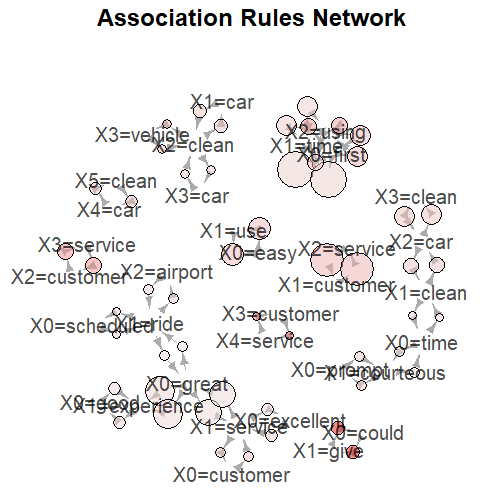 Association Rules Network
X1=car
X3=vehicle
X2=clean
X2=using
X1=time
X0=first
X5=clean
X4=car
X3=car
X3=clean
X1=use
X0=easy
X3=service
X2=customer
X2=service
X1=customer
X2=car
X2=airport
X1=clean
X3=customer
X4=service
X0=scheduled
X1=ride
X0=time
X0=prompt
X1=courteous
X0=great
X0=good
X1=experience
X0=excellent
X1=service
X0=could
X1=give
X0=customer